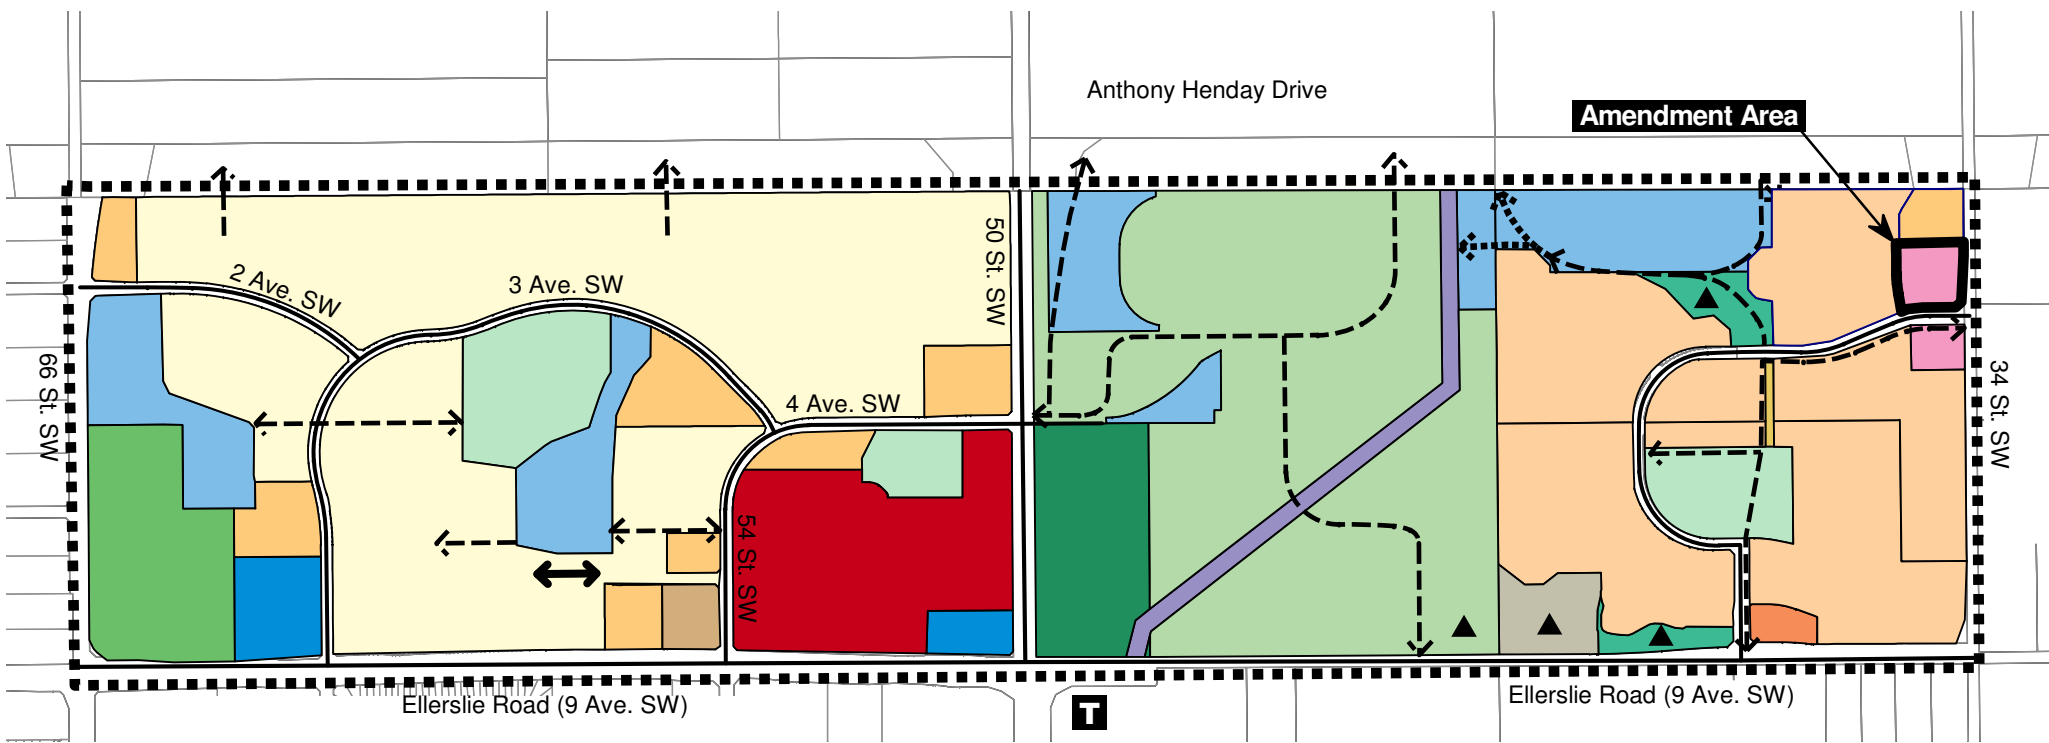 Anthony Henday Drive
Amendment Area
2 Ave. SW
3 Ave. SW
50 St. SW
66 St. SW
4 Ave. SW
34 St. SW
54 St. SW
Ellerslie Road (9 Ave. SW)
T
Ellerslie Road (9 Ave. SW)